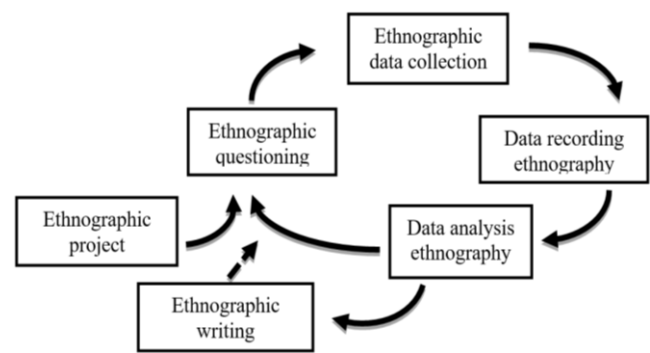 Ethnographic
data collection
Ethnographic
questioning
Data recording
ethnography
Ethnographic
project
Data analysis
ethnography
Ethnographic
writing